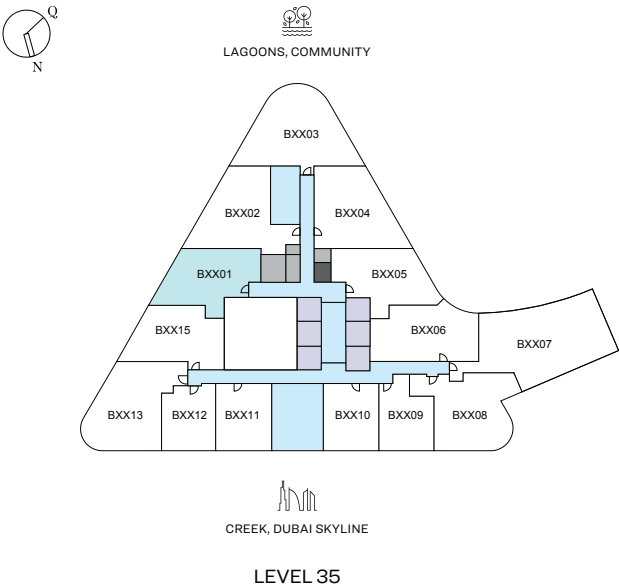 Q
N
LAGOONS, COMMUNITY
BXX03
BXX02
BXX04
BXX01
BXX05
BXX15
BXX06
BXX07
BXX13
BXX12
BXX11
BXX10
BXX09
BXX08
CREEK, DUBAI SKYLINE
LEVEL 35